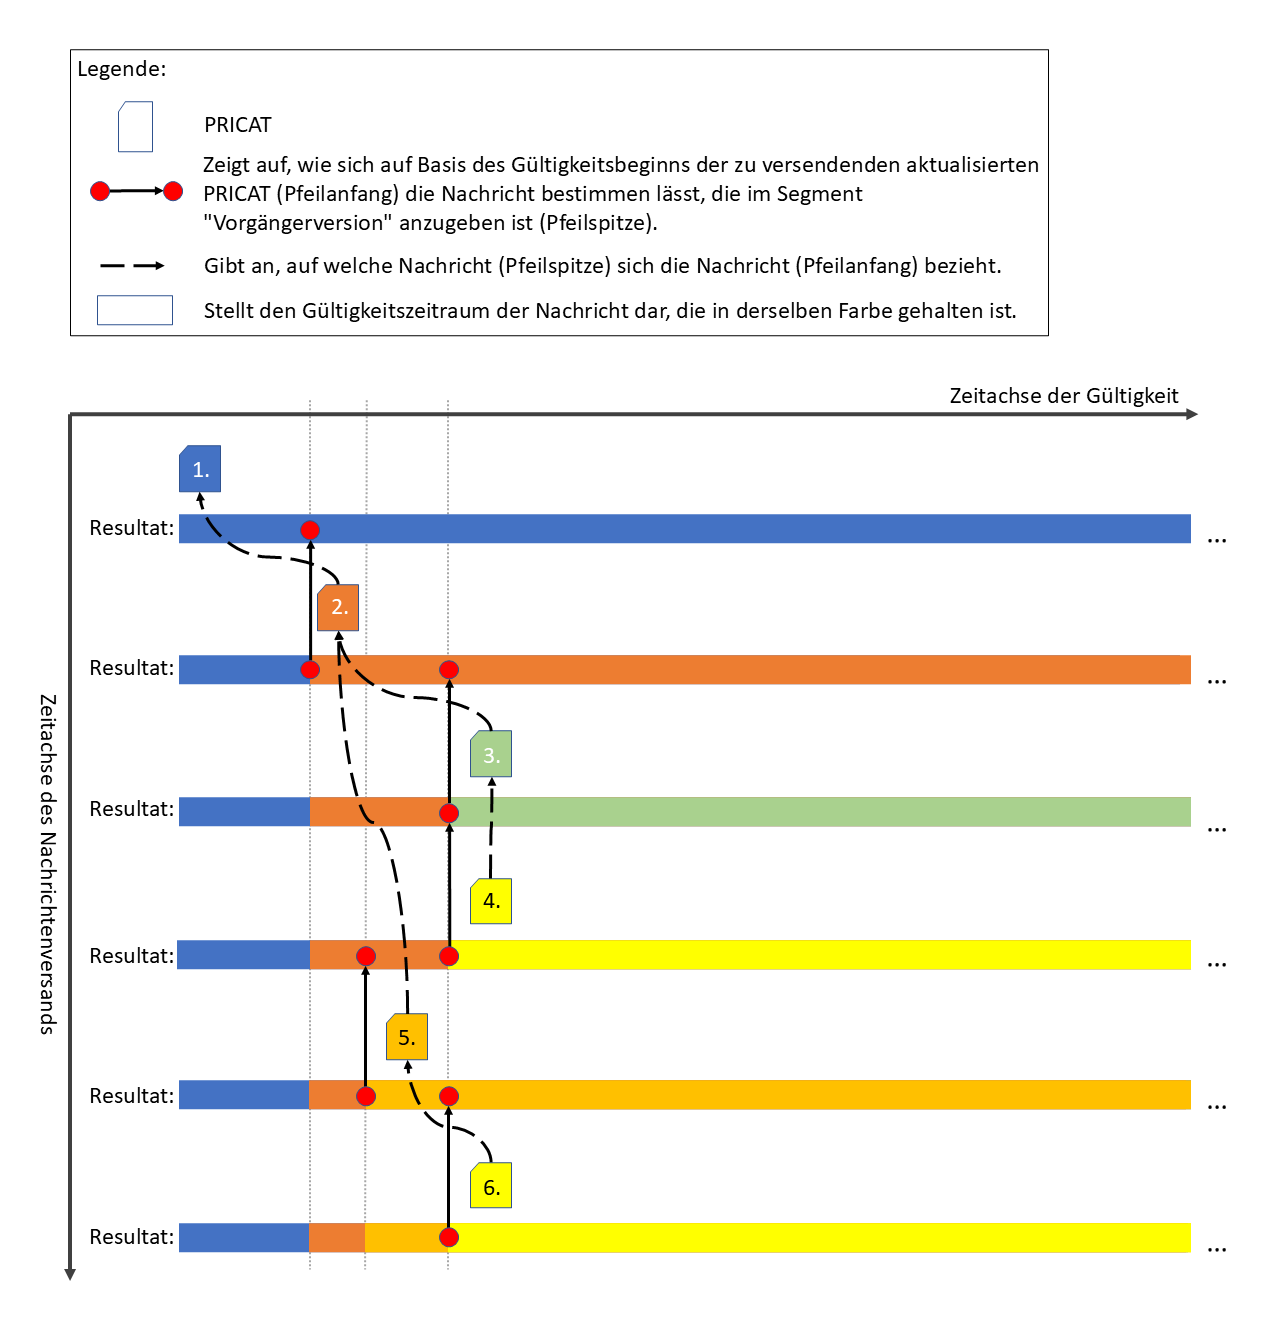 Legende:
PRICAT
Zeigt auf, wie sich auf Basis des Gültigkeitsbeginns der zu versendenden aktualisierten
PRICAT (Pfeilanfang) die Nachricht bestimmen lässt, die im Segment
"Vorgängerversion" anzugeben ist (Pfeilspitze).
Gibt an, auf welche Nachricht (Pfeilspitze) sich die Nachricht (Pfeilanfang) bezieht.
Stellt den Gültigkeitszeitraum der Nachricht dar, die in derselben Farbe gehalten ist.
Zeitachse der Gültigkeit
Zeitachse des Nachrichtenversands
1.
Resultat:
...
2.
Resultat:
...
3.
Resultat:
...
4.
Resultat:
...
5.
Resultat:
...
6.
Resultat:
...